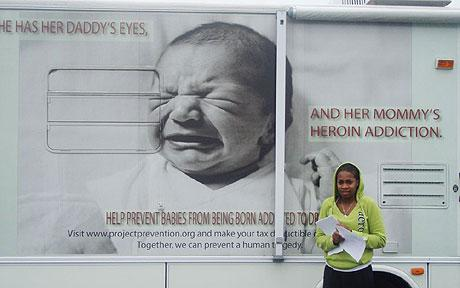 HE HAS HER DADDY'S EYES,
AND HER MOMMY'S
HEROIN ADDICTION.
HELP PREVENT BABIES FROM BEING BORN ADDICTED TO
Visit www.projectprevention.org and make your tax deductible
Together, we can prevent a human tragedy.